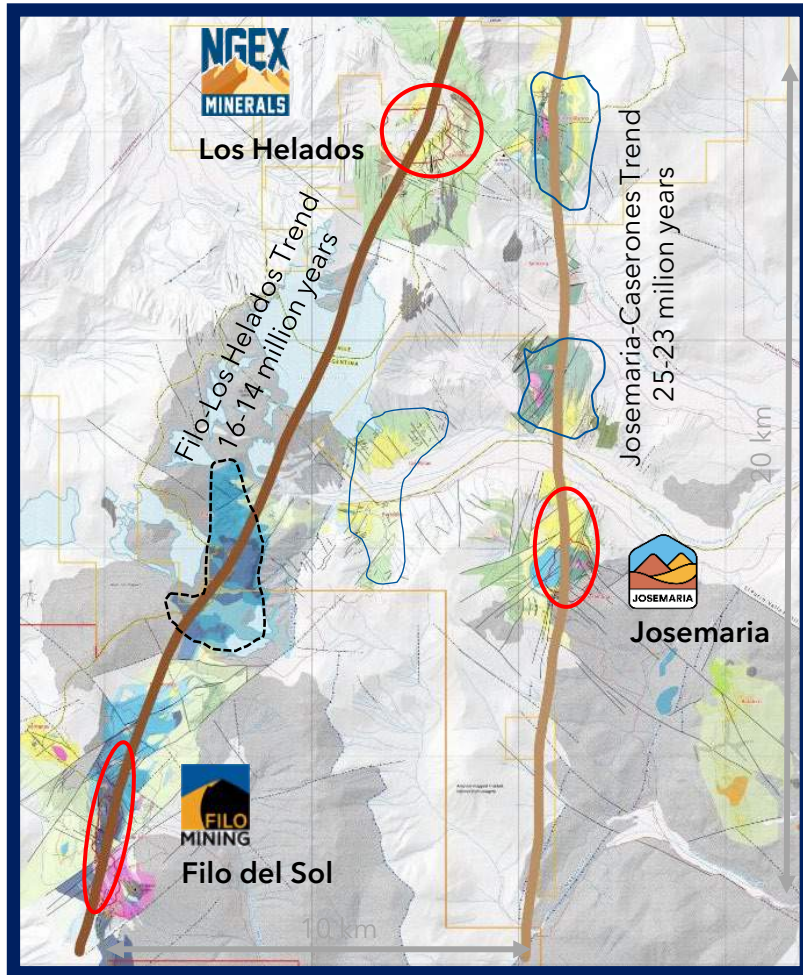 NGEX
MINERALS
Los Helados
Filo-Los Helados Trend
16-14 million years
Josemaria-Caserones Trend
25-23 milion years
20 km
JOSEMARIA
Josemaria
FILO
MINING
Filo del Sol
10 km